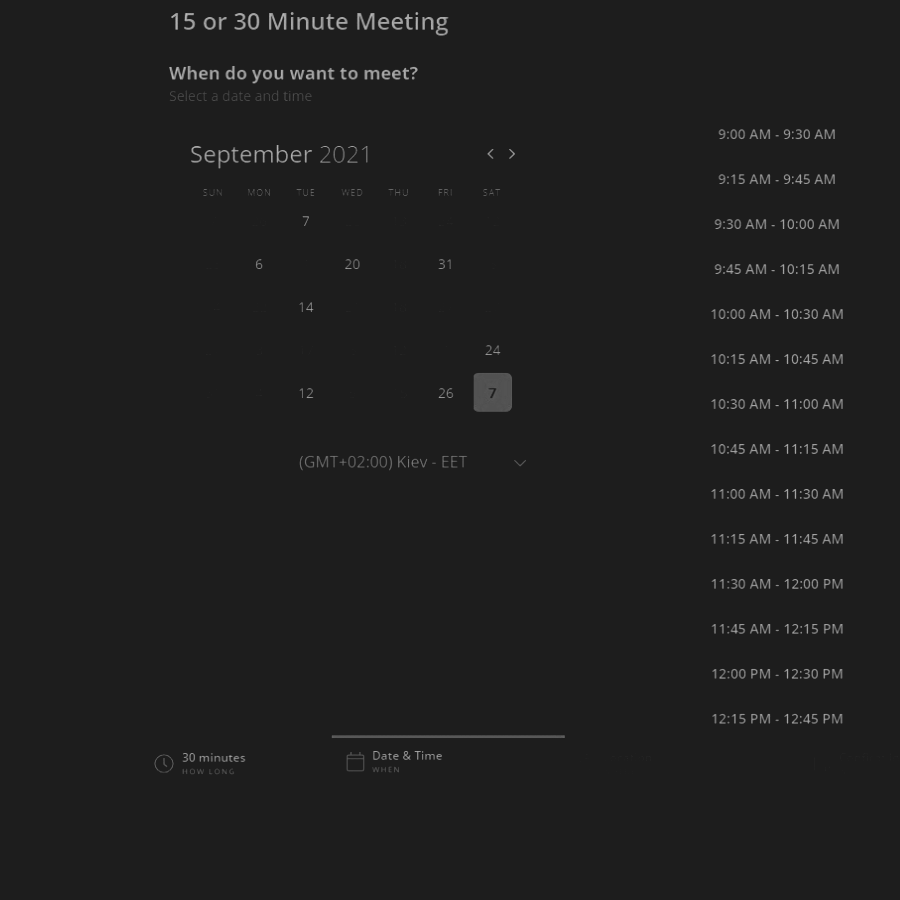 15 or 30 Minute Meeting
When do you want to meet?
Select a date and time
September 2021
SUN MON TUE WED THU FRI SAT
7
6 20 31
14
24
12 26 7
(GMT+02:00) Kiev - EET
9:00 AM - 9:30 AM
9:15 AM - 9:45 AM
9:30 AM - 10:00 AM
9:45 AM - 10:15 AM
10:00 AM - 10:30 AM
10:15 AM - 10:45 AM
10:30 AM - 11:00 AM
10:45 AM - 11:15 AM
11:00 AM - 11:30 AM
11:15 AM - 11:45 AM
11:30 AM - 12:00 PM
11:45 AM - 12:15 PM
12:00 PM - 12:30 PM
12:15 PM - 12:45 PM
30 minutes
HOW LONG
Date & Time
WHEN